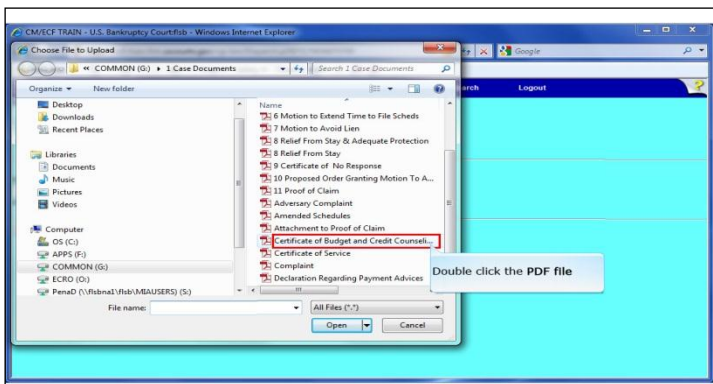 CM/ECF TRAIN - U.S. Bankruptcy Court:flsb - Windows Internet Explorer
Choose File to Upload
Google
« COMMON (G:) ▸ 1 Case Documents
Search 1 Case Documents
Organize
New folder
arch
Logout
?
Desktop
Downloads
Recent Places
Libraries
Documents
Music
Pictures
Videos
Computer
OS (C:)
APPS (F:)
COMMON (G:)
ECRO (O:)
PenaD (\\flsbna1\flsb\MIAUSERS) (S:)
Name
6 Motion to Extend Time to File Scheds
7 Motion to Avoid Lien
8 Relief From Stay & Adequate Protection
8 Relief From Stay
9 Certificate of No Response
10 Proposed Order Granting Motion To A...
11 Proof of Claim
Adversary Complaint
Amended Schedules
Attachment to Proof of Claim
Certificate of Budget and Credit Counseli...
Certificate of Service
Complaint
Declaration Regarding Payment Advices
Double click the PDF file
File name:
All Files (*.*)
Open
Cancel